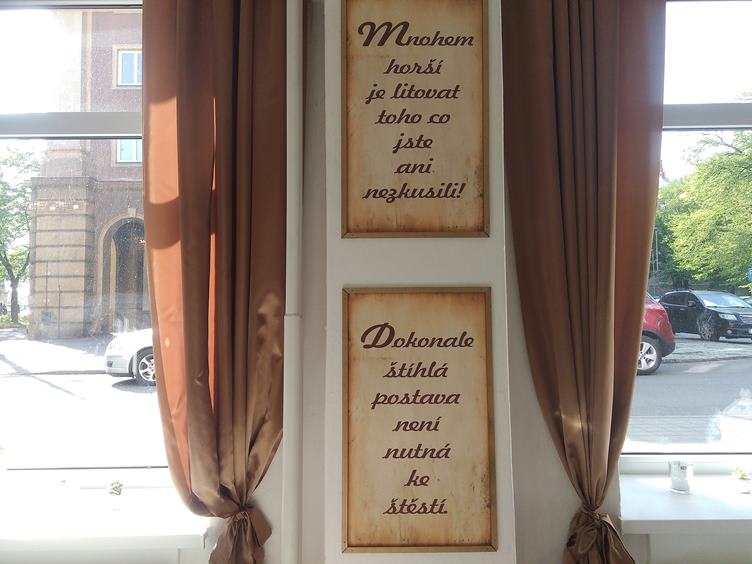 Mnohem
horší
je litovat
toho co
jste
ani
nezkusili!
Dokonale
štíhlá
postava
není
nutná
ke
štěstí.